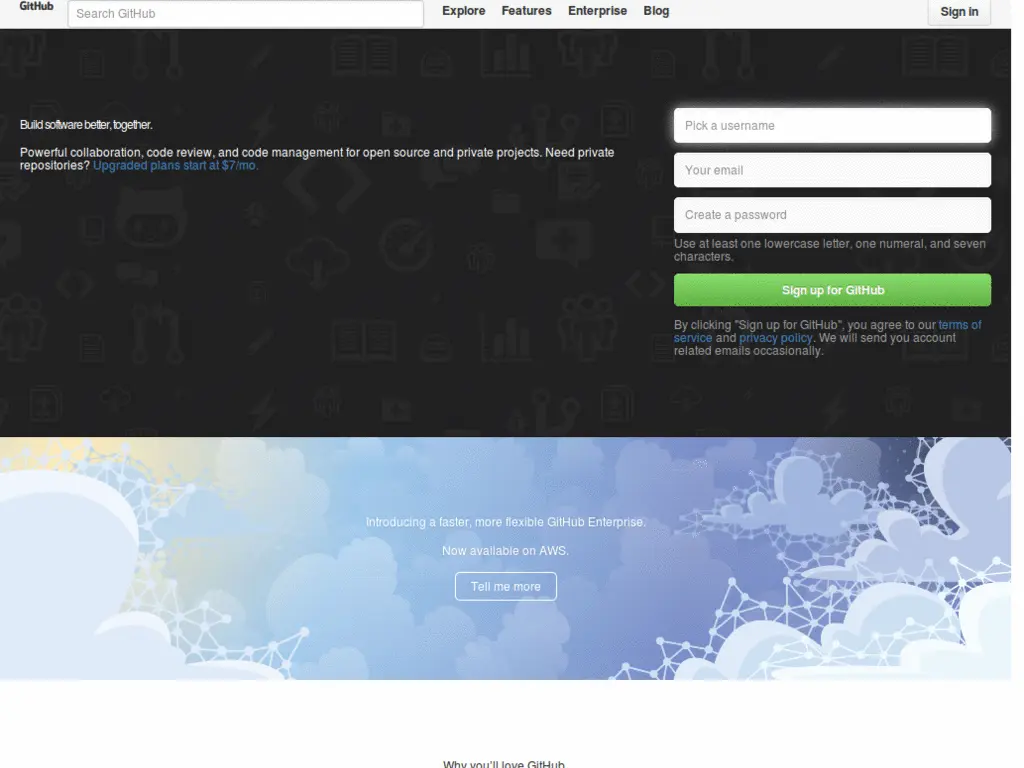 GitHub
Search GitHub
Explore
Features
Enterprise
Blog
Sign in
Build software better, together.
Powerful collaboration, code review, and code management for open source and private projects. Need private
repositories? Upgraded plans start at $7/mo.
Pick a username
Your email
Create a password
Use at least one lowercase letter, one numeral, and seven
characters.
Sign up for GitHub
By clicking "Sign up for GitHub", you agree to our terms of
service and privacy policy. We will send you account
related emails occasionally.
Introducing a faster, more flexible GitHub Enterprise.
Now available on AWS.
Tell me more
Why you'll love GitHub